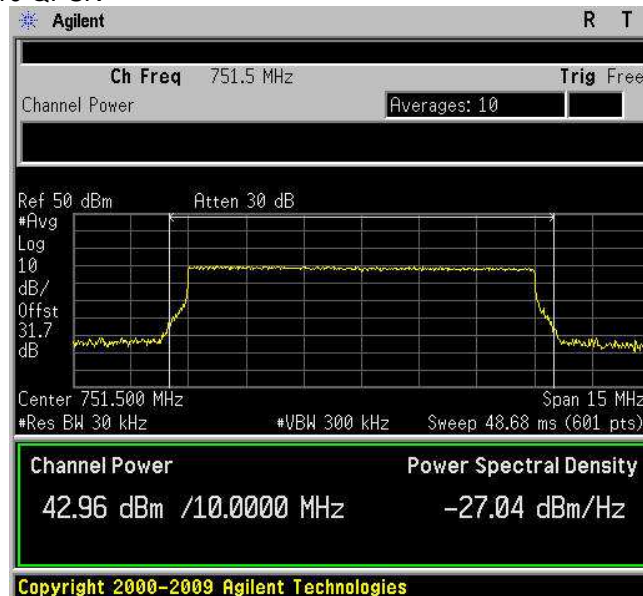 Agilent R T
Ch Freq 751.5 MHz Trig Free
Channel Power Averages: 10
Ref 50 dBm Atten 30 dB
#Avg
Log
10
dB/
Offst
31.7
dB
Center 751.500 MHz Span 15 MHz
#Res BW 30 kHz #VBW 300 kHz Sweep 48.68 ms (601 pts)
Channel Power Power Spectral Density
42.96 dBm /10.0000 MHz -27.04 dBm/Hz
Copyright 2000-2009 Agilent Technologies